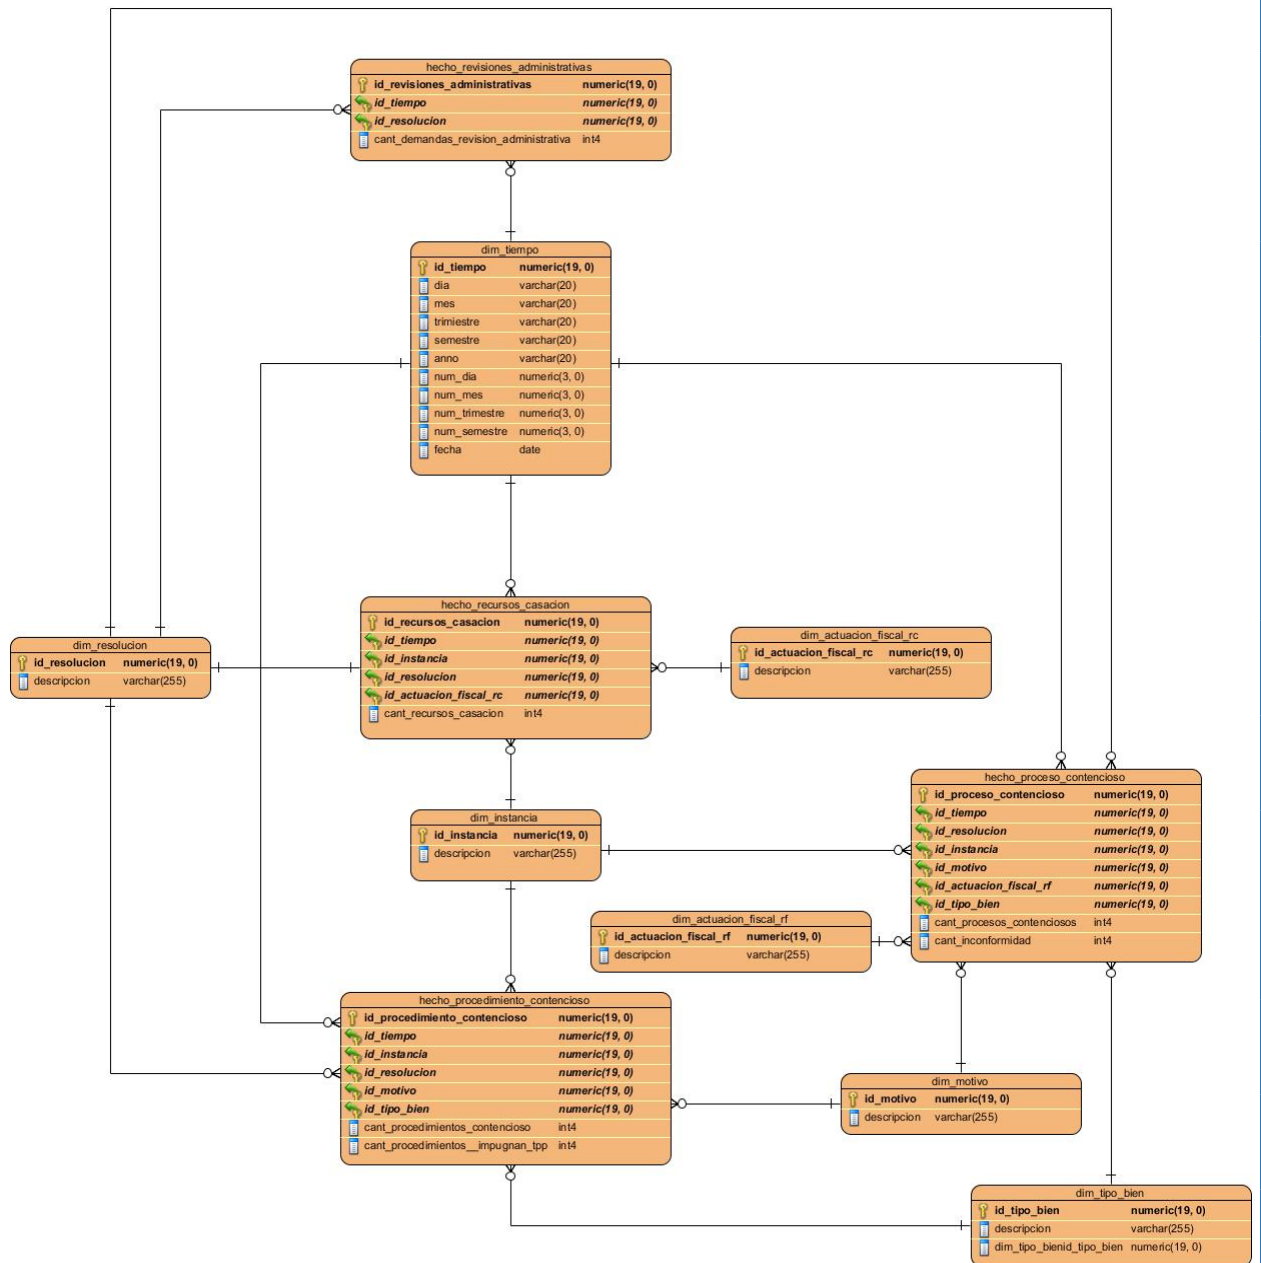 hecho_revisiones_administrativas
id_revisiones_administrativas numeric(19, 0)
id_tiempo numeric(19, 0)
id_resolucion numeric(19, 0)
cant_demandas_revision_administrativa int4
dim_tiempo
id_tiempo numeric(19, 0)
dia varchar(20)
mes varchar(20)
trimiestre varchar(20)
semestre varchar(20)
anno varchar(20)
num_dia numeric(3, 0)
num_mes numeric(3, 0)
num_trimestre numeric(3, 0)
num_semestre numeric(3, 0)
fecha date
hecho_recursos_casacion
id_recursos_casacion numeric(19, 0)
id_tiempo numeric(19, 0)
id_instancia numeric(19, 0)
id_resolucion numeric(19, 0)
id_actuacion_fiscal_rc numeric(19, 0)
cant_recursos_casacion int4
dim_actuacion_fiscal_rc
id_actuacion_fiscal_rc numeric(19, 0)
descripcion varchar(255)
dim_resolucion
id_resolucion numeric(19, 0)
descripcion varchar(255)
hecho_proceso_contencioso
id_proceso_contencioso numeric(19, 0)
id_tiempo numeric(19, 0)
id_resolucion numeric(19, 0)
id_instancia numeric(19, 0)
id_motivo numeric(19, 0)
id_actuacion_fiscal_rf numeric(19, 0)
id_tipo_bien numeric(19, 0)
cant_procesos_contenciosos int4
cant_inconformidad int4
dim_instancia
id_instancia numeric(19, 0)
descripcion varchar(255)
dim_actuacion_fiscal_rf
id_actuacion_fiscal_rf numeric(19, 0)
descripcion varchar(255)
hecho_procedimiento_contencioso
id_procedimiento_contencioso numeric(19, 0)
id_tiempo numeric(19, 0)
id_instancia numeric(19, 0)
id_resolucion numeric(19, 0)
id_motivo numeric(19, 0)
id_tipo_bien numeric(19, 0)
cant_procedimientos_contencioso int4
cant_procedimientos__impugnan_tpp int4
dim_motivo
id_motivo numeric(19, 0)
descripcion varchar(255)
dim_tipo_bien
id_tipo_bien numeric(19, 0)
descripcion varchar(255)
dim_tipo_bienid_tipo_bien numeric(19, 0)